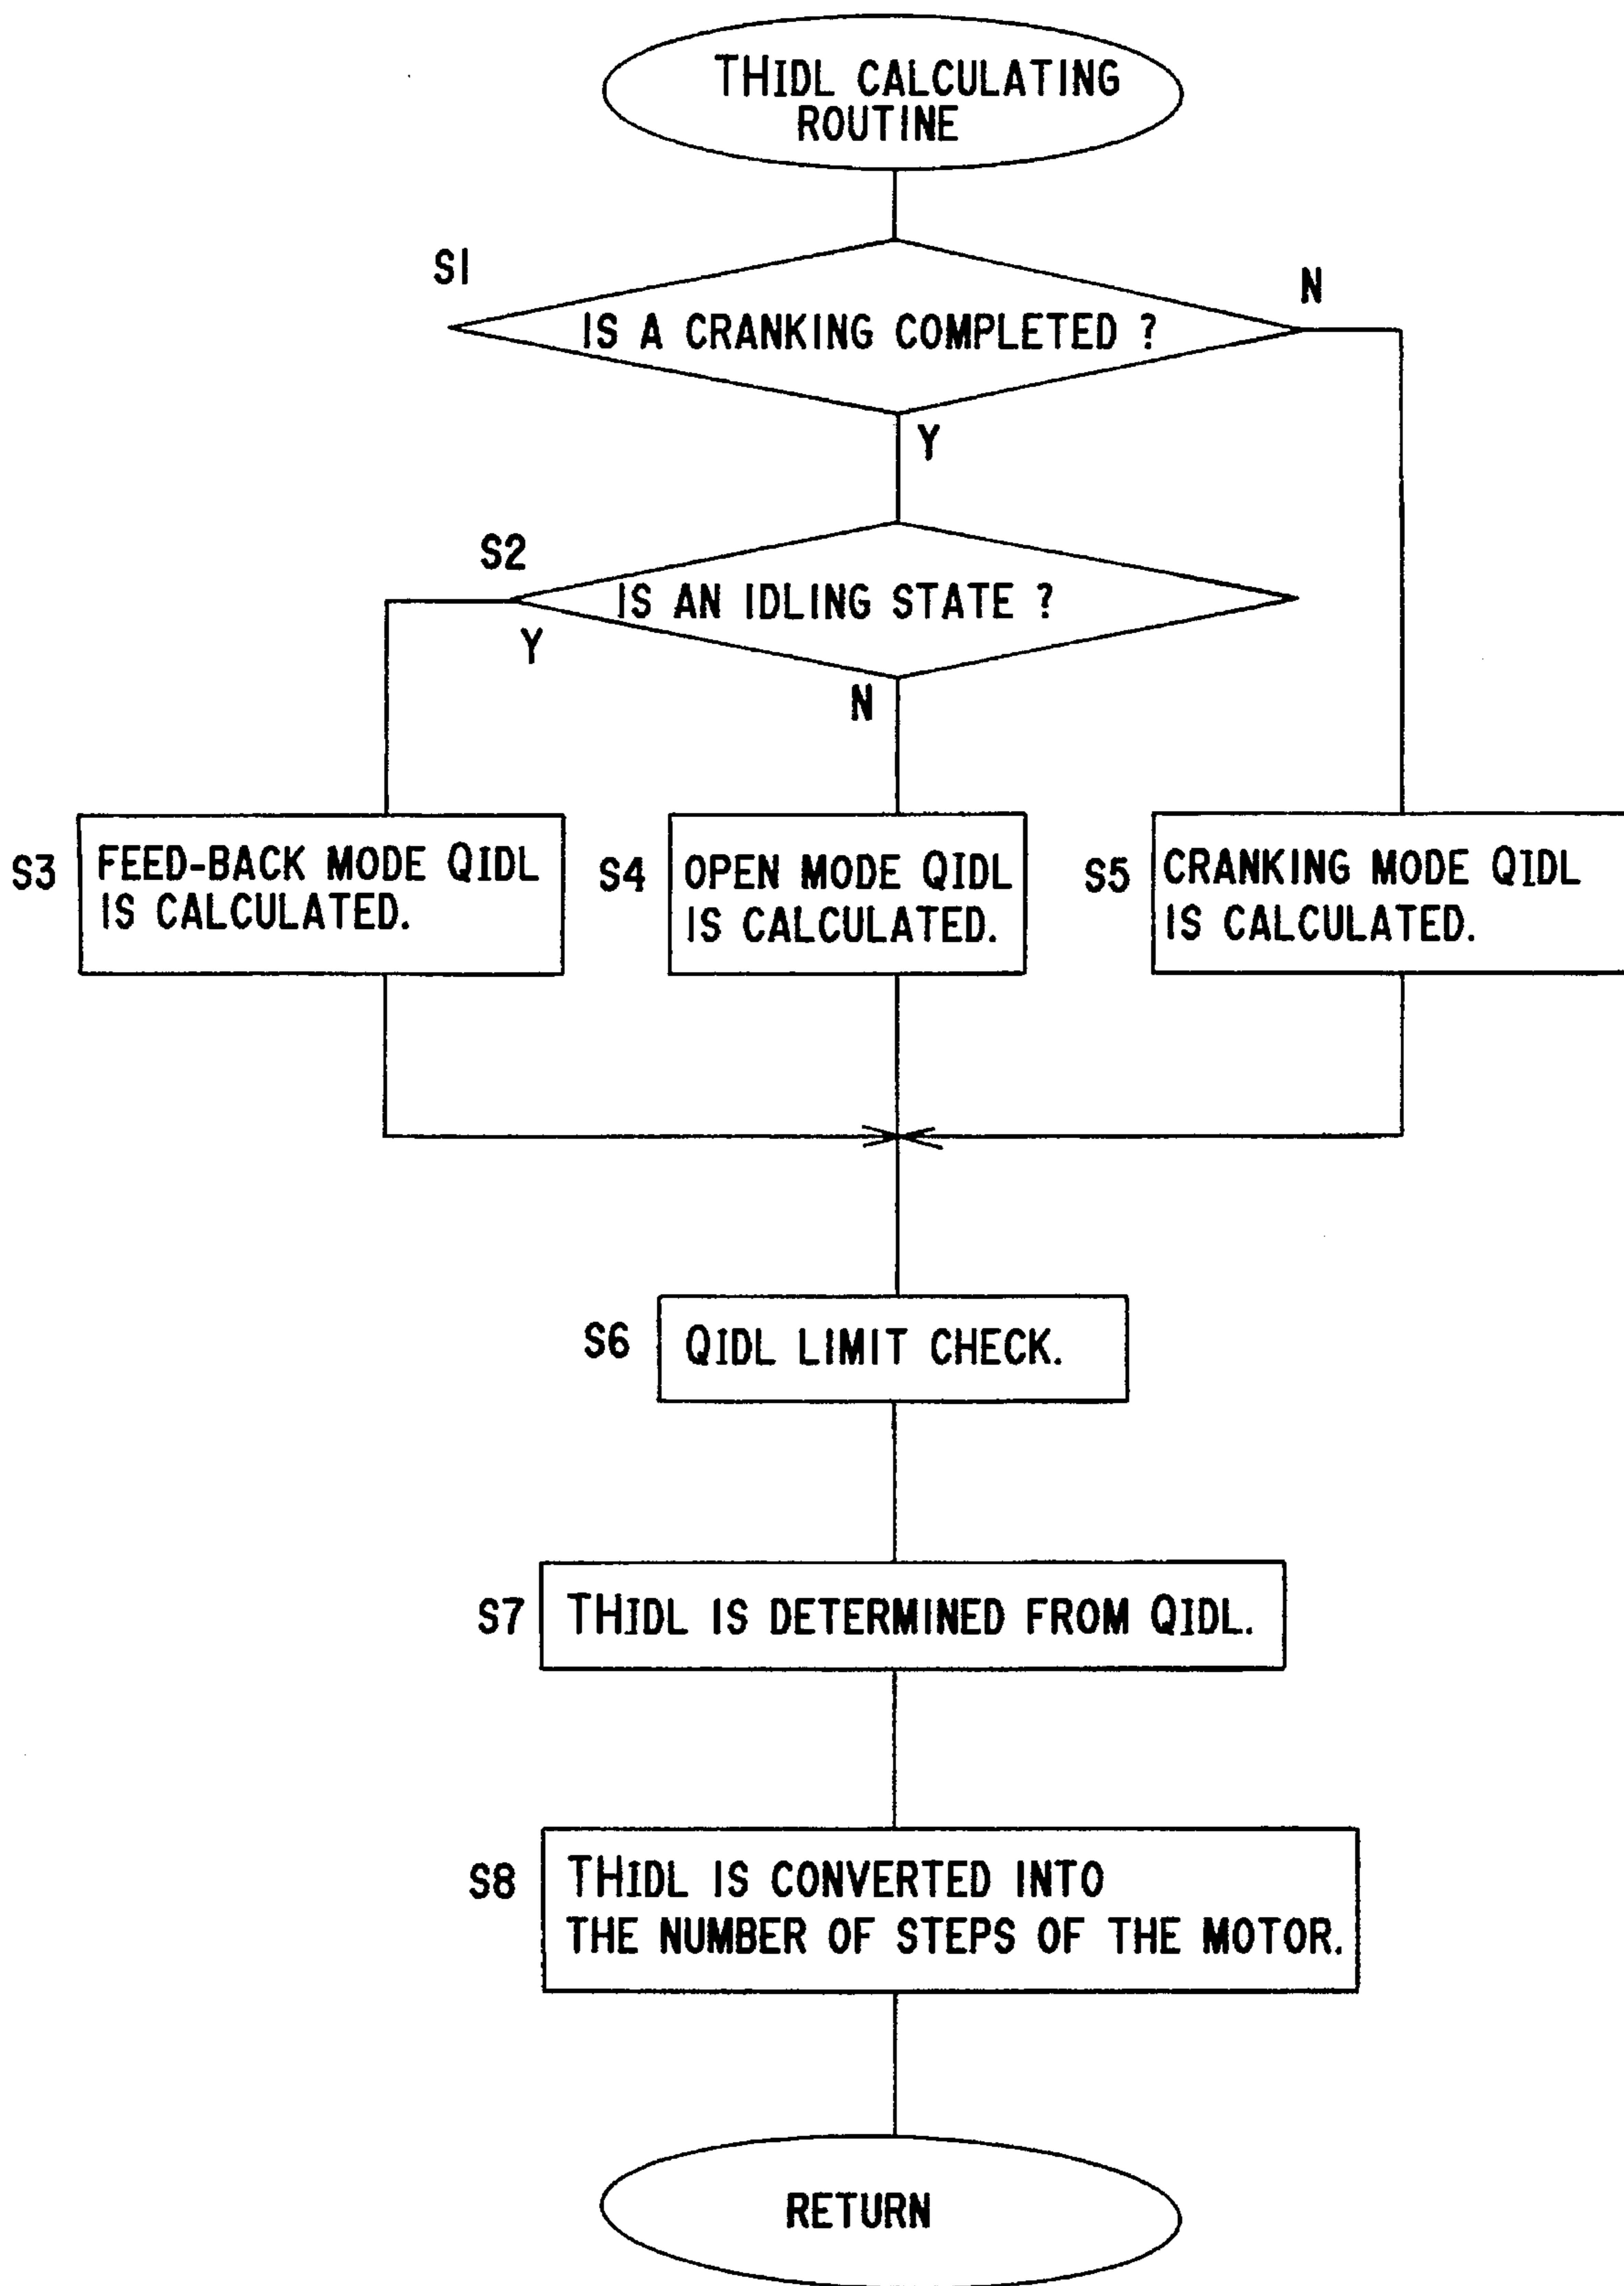 THIDL CALCULATING
ROUTINE
S1
N
IS A CRANKING COMPLETED ?
Y
S2
IS AN IDLING STATE ?
Y
N
S3
FEED-BACK MODE QIDL
IS CALCULATED.
S4
OPEN MODE QIDL
IS CALCULATED.
S5
CRANKING MODE QIDL
IS CALCULATED.
S6
QIDL LIMIT CHECK.
S7
THIDL IS DETERMINED FROM QIDL.
S8
THIDL IS CONVERTED INTO
THE NUMBER OF STEPS OF THE MOTOR.
RETURN